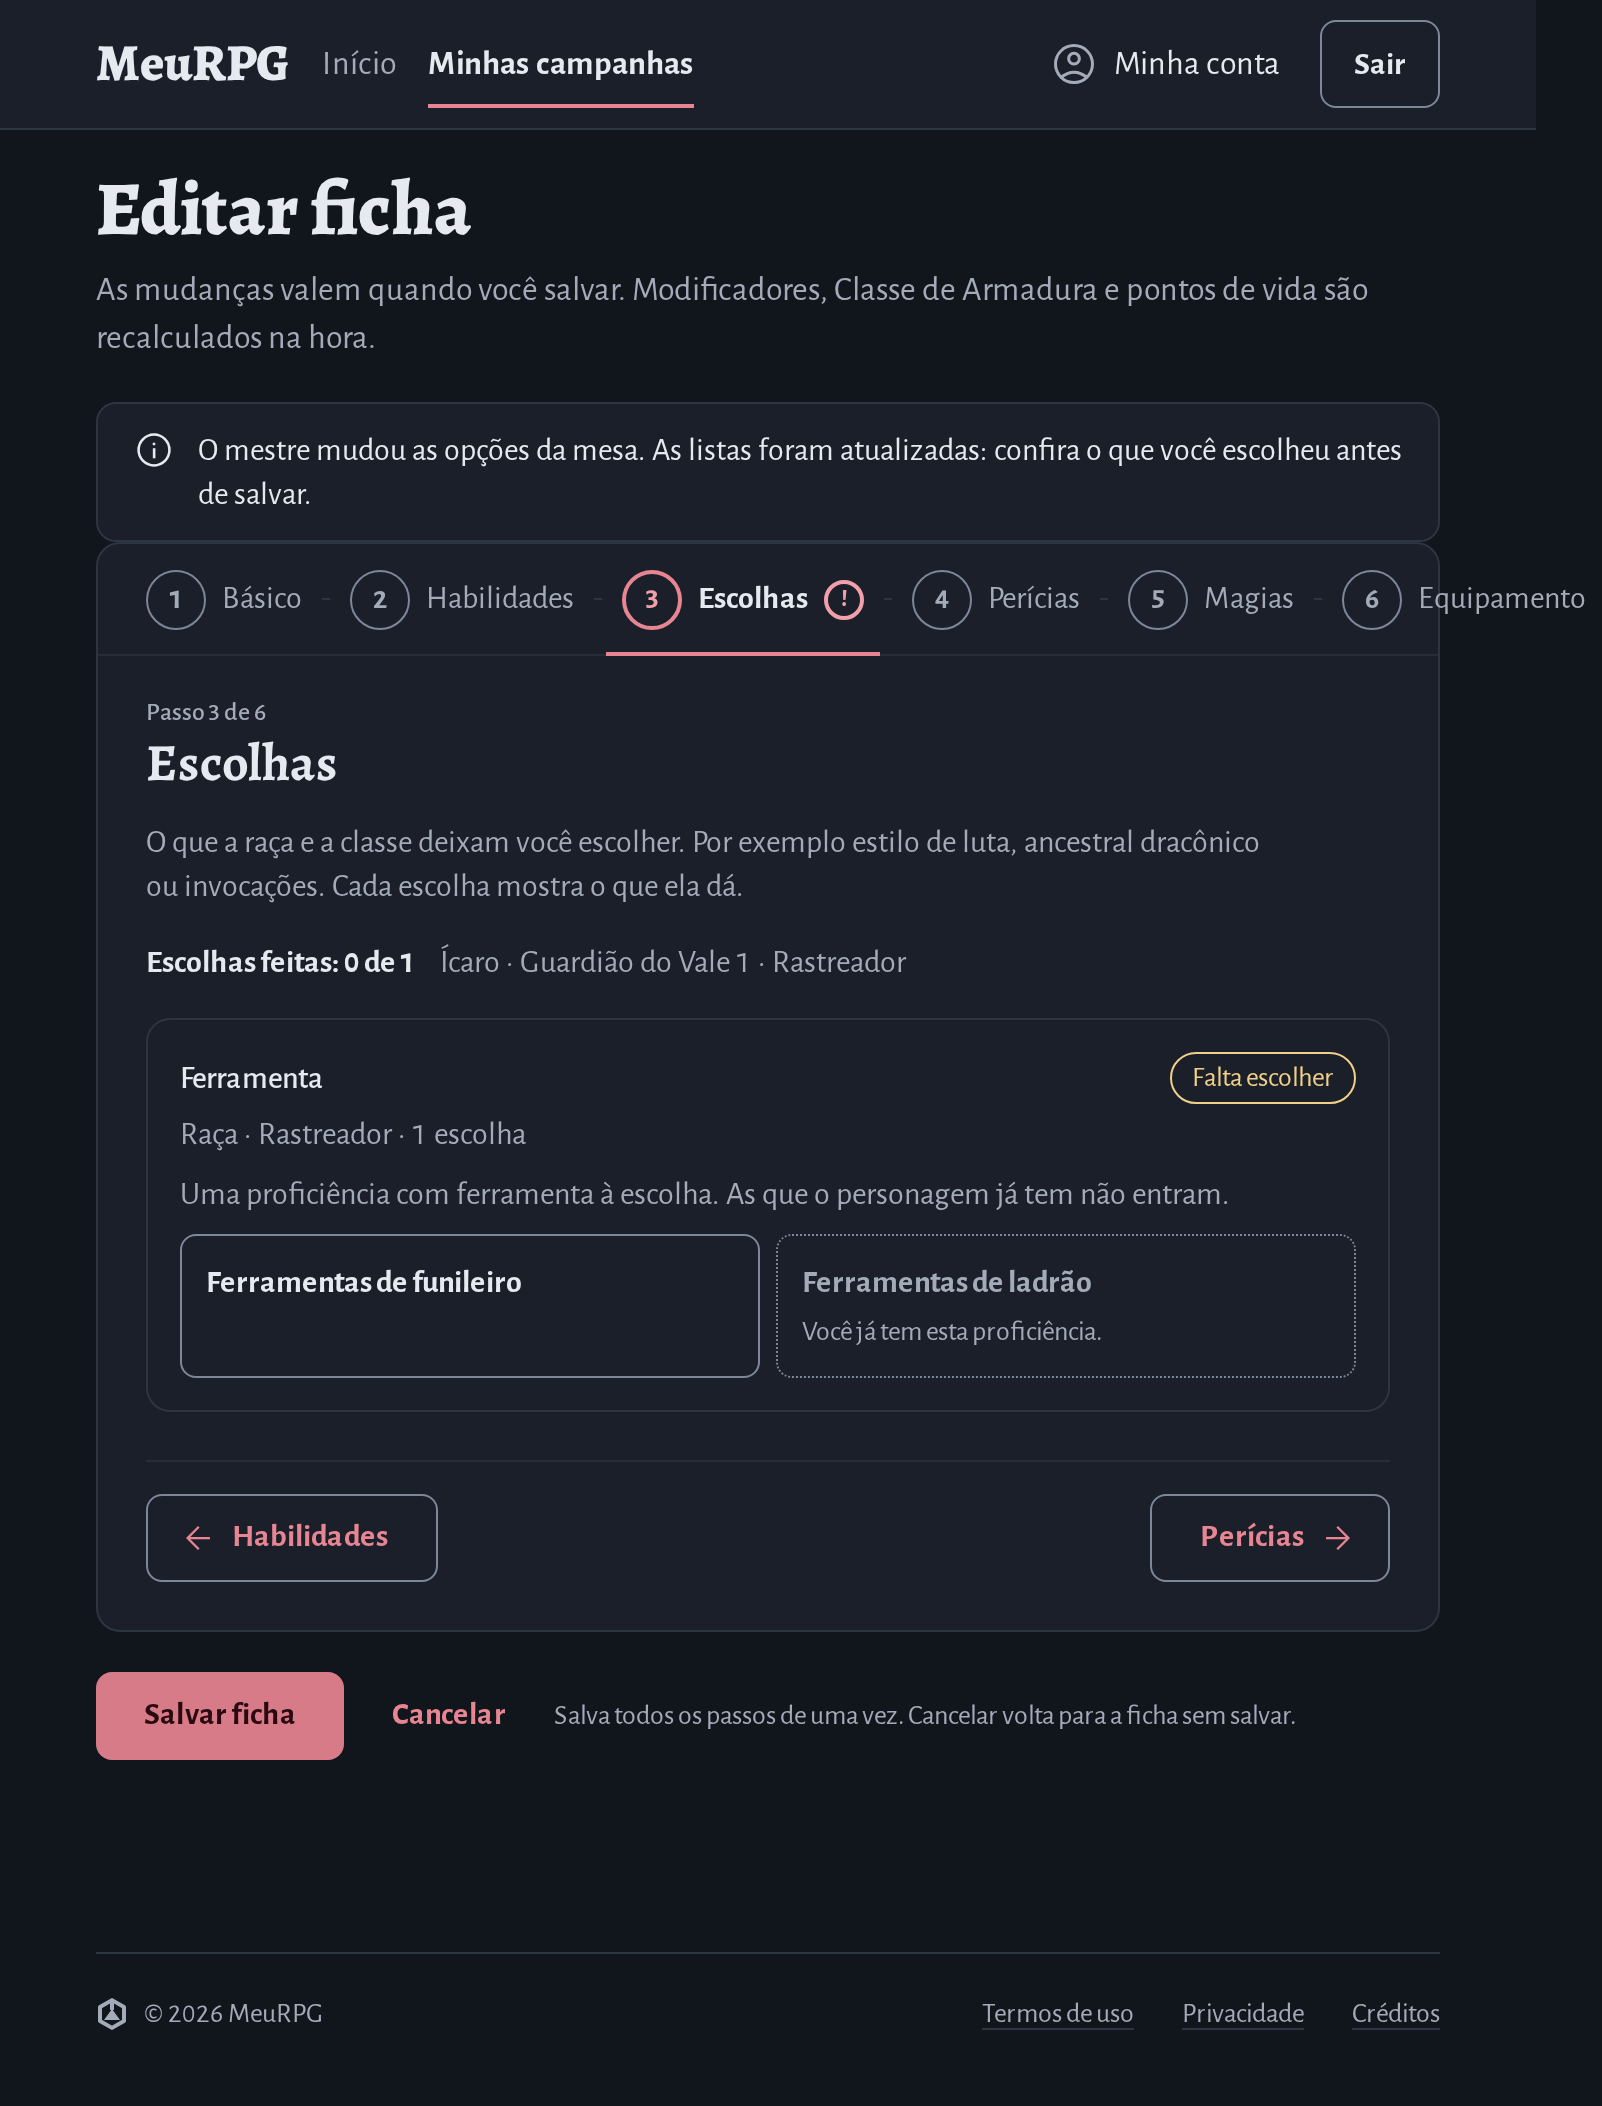 MeuRPG Início Minhas campanhas Minha conta Sair
Editar ficha
As mudanças valem quando você salvar. Modificadores, Classe de Armadura e pontos de vida são
recalculados na hora.
O mestre mudou as opções da mesa. As listas foram atualizadas: confira o que você escolheu antes
de salvar.
1 Básico - 2 Habilidades - 3 Escolhas ! - 4 Perícias - 5 Magias - 6 Equipamento
Passo 3 de 6
Escolhas
O que a raça e a classe deixam você escolher. Por exemplo estilo de luta, ancestral dracônico
ou invocações. Cada escolha mostra o que ela dá.
Escolhas feitas: 0 de 1 Ícaro · Guardião do Vale 1 · Rastreador
Ferramenta Falta escolher
Raça · Rastreador · 1 escolha
Uma proficiência com ferramenta à escolha. As que o personagem já tem não entram.
Ferramentas de funileiro Ferramentas de ladrão
Você já tem esta proficiência.
← Habilidades Perícias →
Salvar ficha Cancelar Salva todos os passos de uma vez. Cancelar volta para a ficha sem salvar.
© 2026 MeuRPG Termos de uso Privacidade Créditos